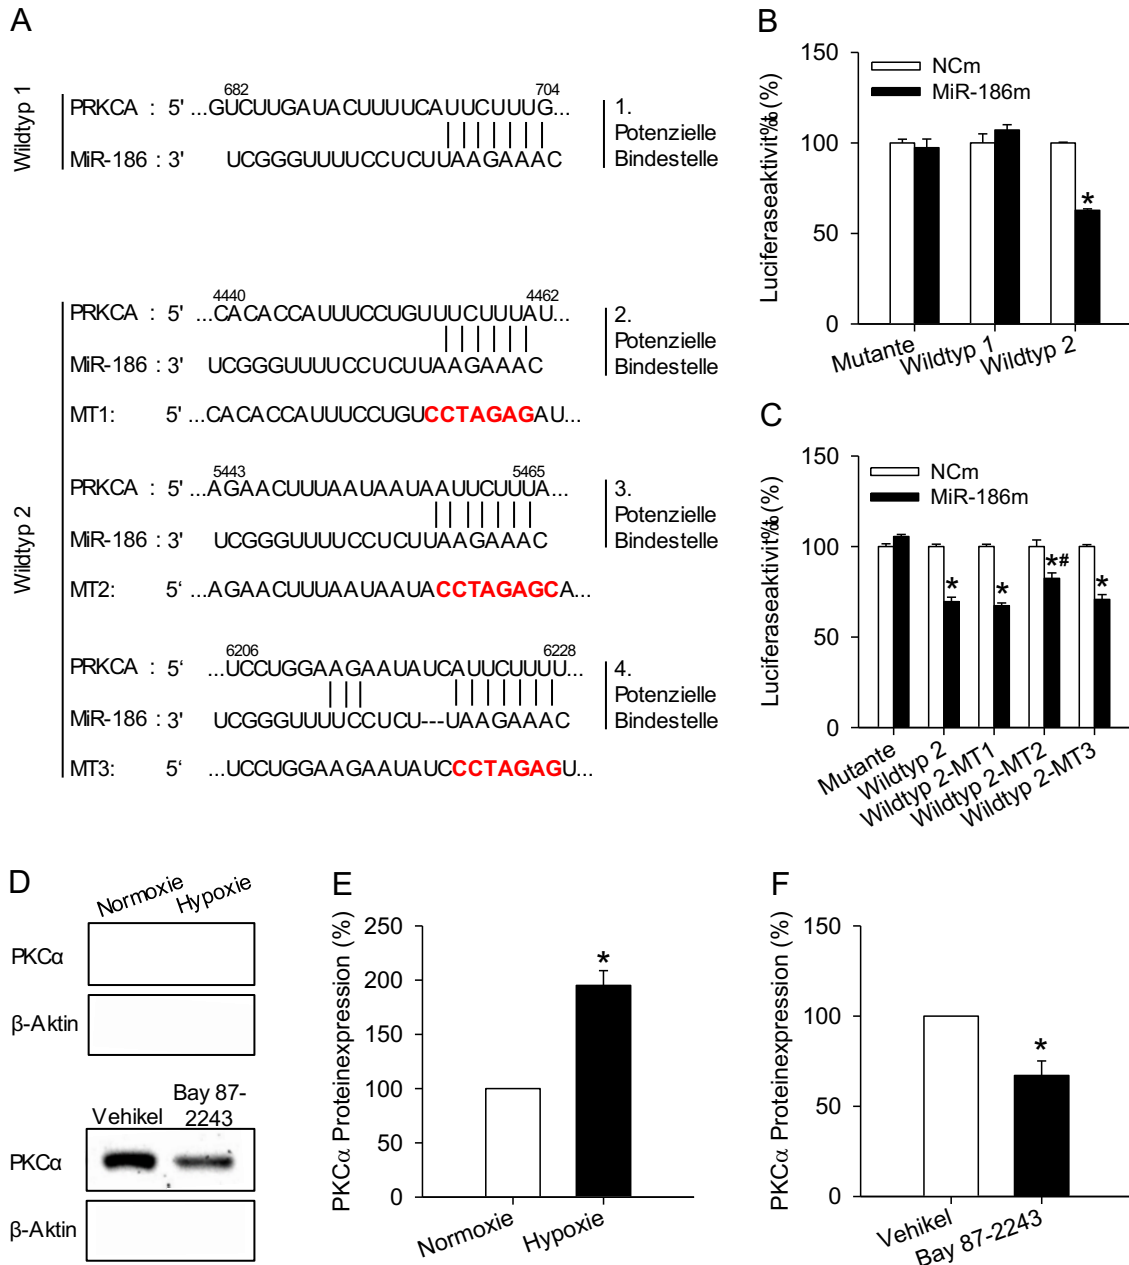 A
Wildtyp 1
682 704
PRKCA : 5' ...GUCUUGAUACUUUUCAUUCUUUG...
MiR-186 : 3' UCGGGUUUUCCUCUUAAGAAAC
1.
Potenzielle
Bindestelle
Wildtyp 2
4440 4462
PRKCA : 5' ...CACACCAUUUCCUGUUUCUUUAU...
MiR-186 : 3' UCGGGUUUUCCUCUUAAGAAAC
MT1: 5' ...CACACCAUUUCCUGUCCTAGAGAU...
2.
Potenzielle
Bindestelle
5443 5465
PRKCA : 5' ...AGAACUUUAAUAAUAAUUCUUUA...
MiR-186 : 3' UCGGGUUUUCCUCUUAAGAAAC
MT2: 5‘ ...AGAACUUUAAUAAUACCTAGAGCA...
3.
Potenzielle
Bindestelle
6206 6228
PRKCA : 5‘ ...UCCUGGAAGAAUAUCAUUCUUUU...
MiR-186 : 3' UCGGGUUUUCCUCU---UAAGAAAC
MT3: 5‘ ...UCCUGGAAGAAUAUCCCTAGAGU...
4.
Potenzielle
Bindestelle
B
Luciferaseaktivit (%)
150
100
50
0
NCm
MiR-186m
*
Mutante Wildtyp 1 Wildtyp 2
C
Luciferaseaktivit (%)
150
100
50
0
NCm
MiR-186m
* * *# *
Mutante Wildtyp 2 Wildtyp 2-MT1 Wildtyp 2-MT2 Wildtyp 2-MT3
D
Normoxie Hypoxie
PKCα
β-Aktin
Vehikel Bay 87-
2243
PKCα
β-Aktin
E
PKCα Proteinexpression (%)
250
200
150
100
50
0
*
Normoxie Hypoxie
F
PKCα Proteinexpression (%)
150
100
50
0
*
Vehikel Bay 87-2243